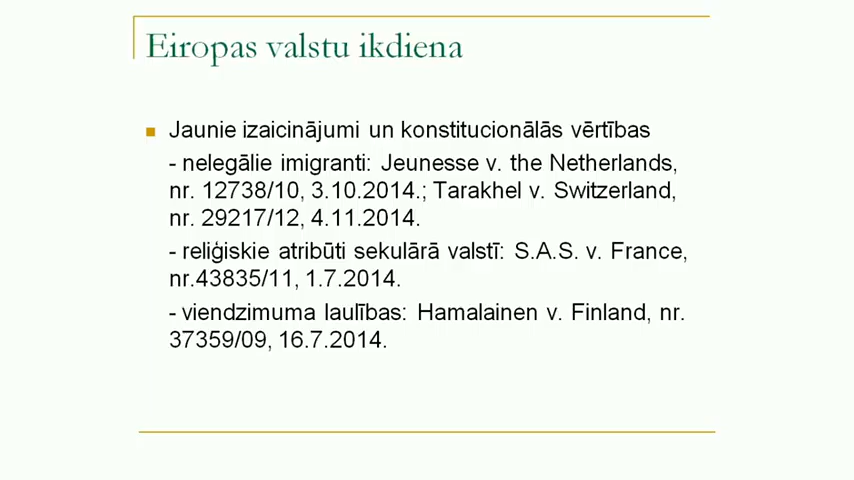 Eiropas valstu ikdiena
Jaunie izaicinājumi un konstitucionālās vērtības
- nelegālie imigranti: Jeunesse v. the Netherlands,
nr. 12738/10, 3.10.2014.; Tarakhel v. Switzerland,
nr. 29217/12, 4.11.2014.
- reliģiskie atribūti sekulārā valstī: S.A.S. v. France,
nr.43835/11, 1.7.2014.
- viendzimuma laulības: Hamalainen v. Finland, nr.
37359/09, 16.7.2014.